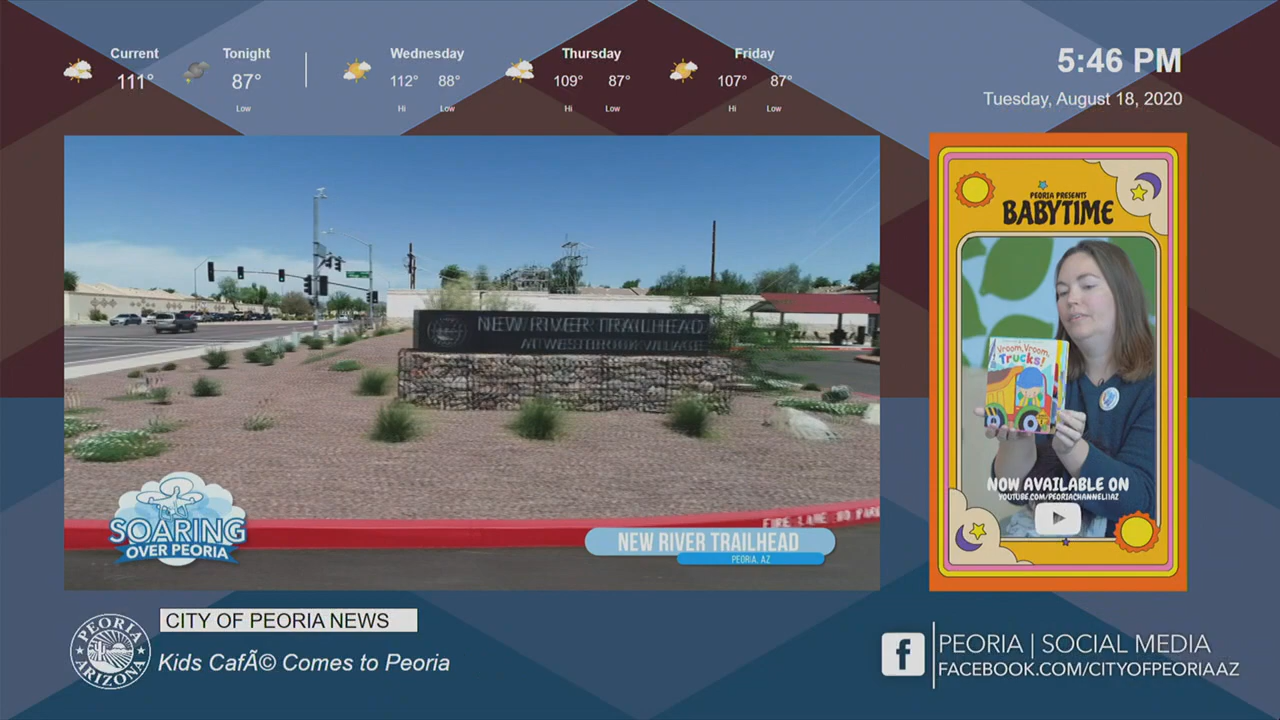 Current
111°
Tonight
87°
Low
Wednesday
112° 88°
Hi Low
Thursday
109° 87°
Hi Low
Friday
107° 87°
Hi Low
5:46 PM
Tuesday, August 18, 2020
NEW RIVER TRAILHEAD
AT WESTBROOK VILLAGE
FIRE LANE NO PARK
SOARING
OVER PEORIA
NEW RIVER TRAILHEAD
PEORIA, AZ
PEORIA PRESENTS
BABYTIME
Vroom, Vroom,
Trucks!
NOW AVAILABLE ON
YOUTUBE.COM/PEORIACHANNEL11AZ
PEORIA
ARIZONA
CITY OF PEORIA NEWS
Kids CafÃ© Comes to Peoria
PEORIA | SOCIAL MEDIA
FACEBOOK.COM/CITYOFPEORIAAZ